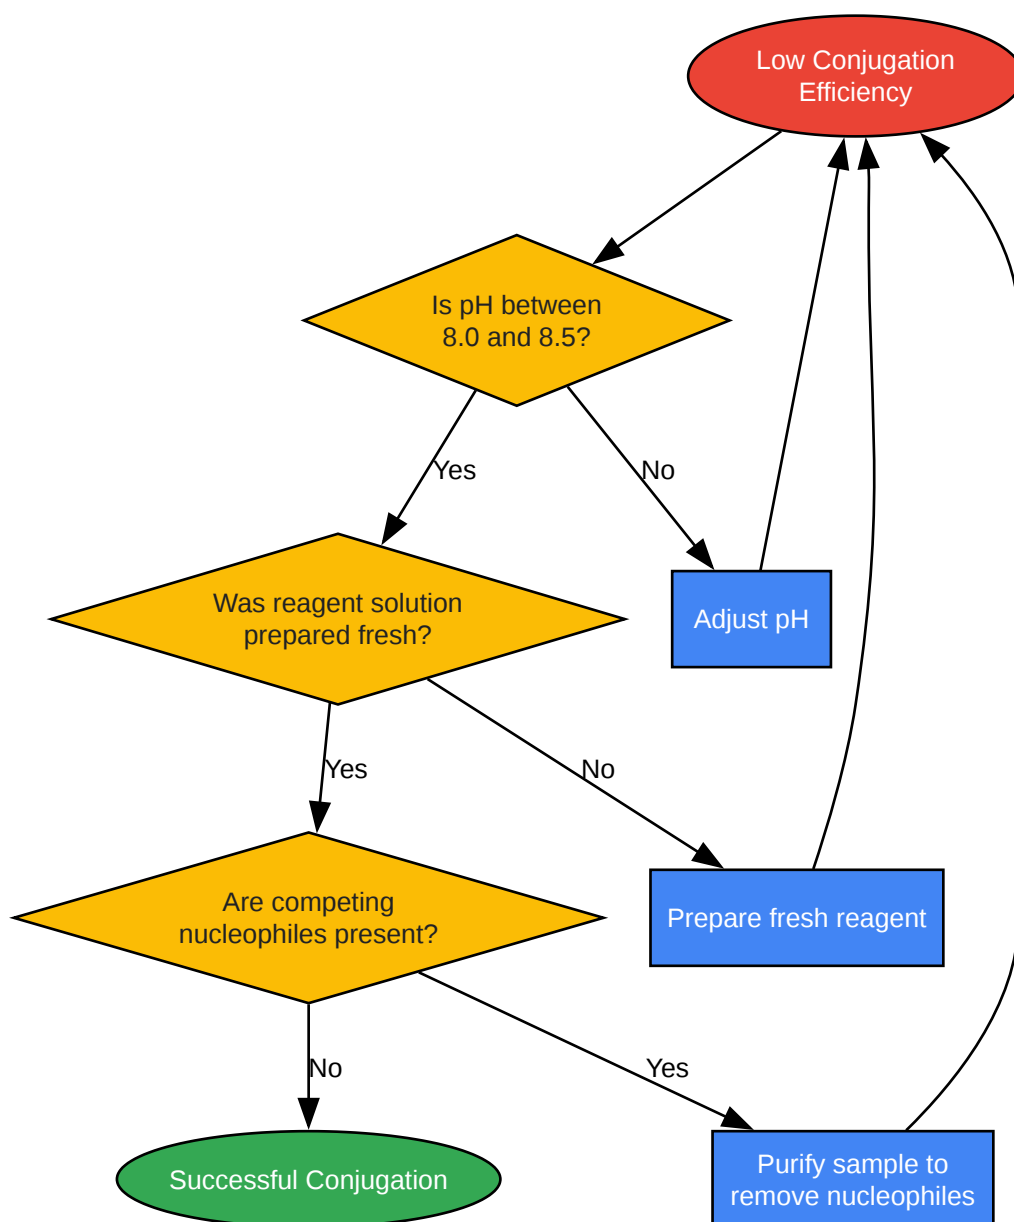 Low Conjugation
Efficiency
Is pH between
8.0 and 8.5?
Yes
No
Was reagent solution
prepared fresh?
Adjust pH
Yes
No
Are competing
nucleophiles present?
Prepare fresh reagent
No
Yes
Successful Conjugation
Purify sample to
remove nucleophiles